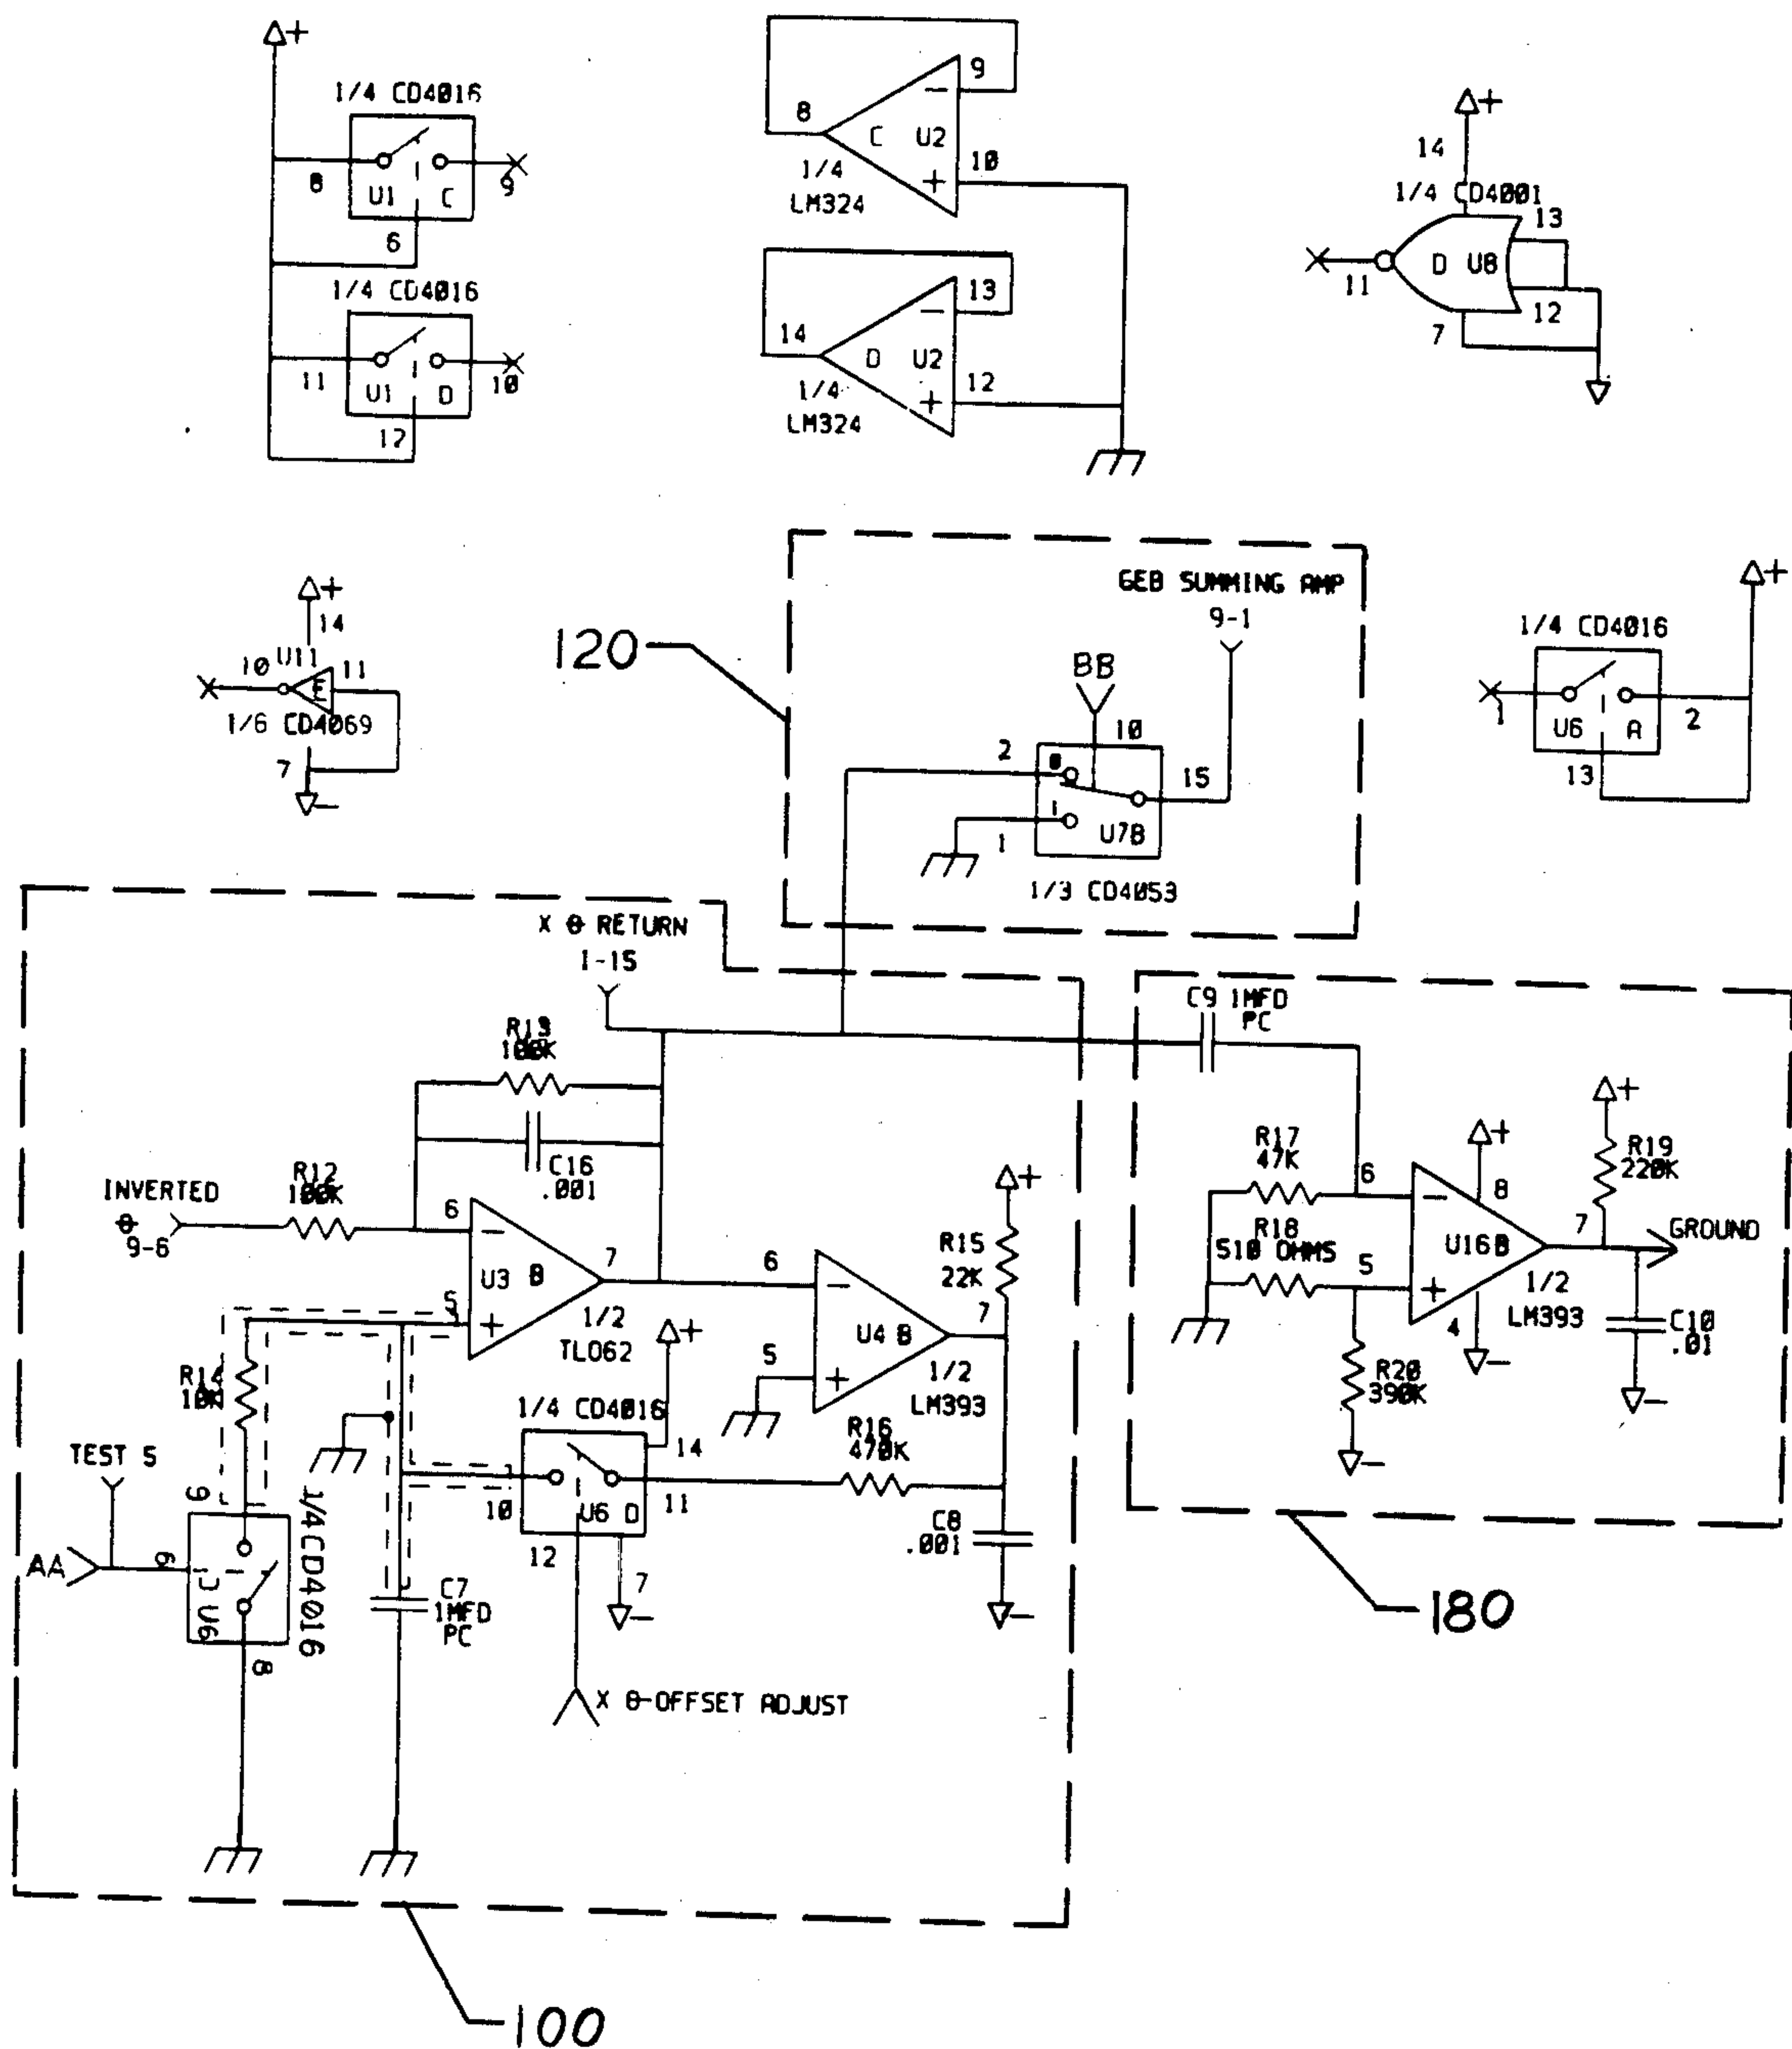 +
1/4 CD4016
8
U1
C
9
6
1/4 CD4016
11
U1
D
10
12
9
−
8
C
U2
10
1/4
+
LM324
13
−
14
D
U2
12
1/4
+
LM324
+
14
1/4 CD4001
13
D
U8
11
12
7
+
14
U11
10
11
E
1/6 CD4069
7
−
120
GEB SUMMING AMP
9-1
BB
10
2
0
15
1
U7B
1
1/3 CD4053
+
1/4 CD4016
1
U6
A
2
13
X θ RETURN
1-15
R13
100K
C16
.001
R12
100K
INVERTED
θ
9-6
6
−
7
U3 B
5
+
1/2
TL062
R14
10M
+
6
−
7
U4 B
5
+
1/2
LM393
+
R15
22K
1/4 CD4016
14
R16
470K
10
U6 D
11
12
7
−
C8
.001
−
TEST 5
9
1/4CD4016
AA
6
C
U6
8
C7
1MFD
PC
X θ OFFSET ADJUST
100
C9 1MFD
PC
R17
47K
6
−
+
8
+
R19
220K
R18
510 OHMS
7
GROUND
U16B
5
+
1/2
LM393
4
−
C10
.01
−
R20
390K
−
180